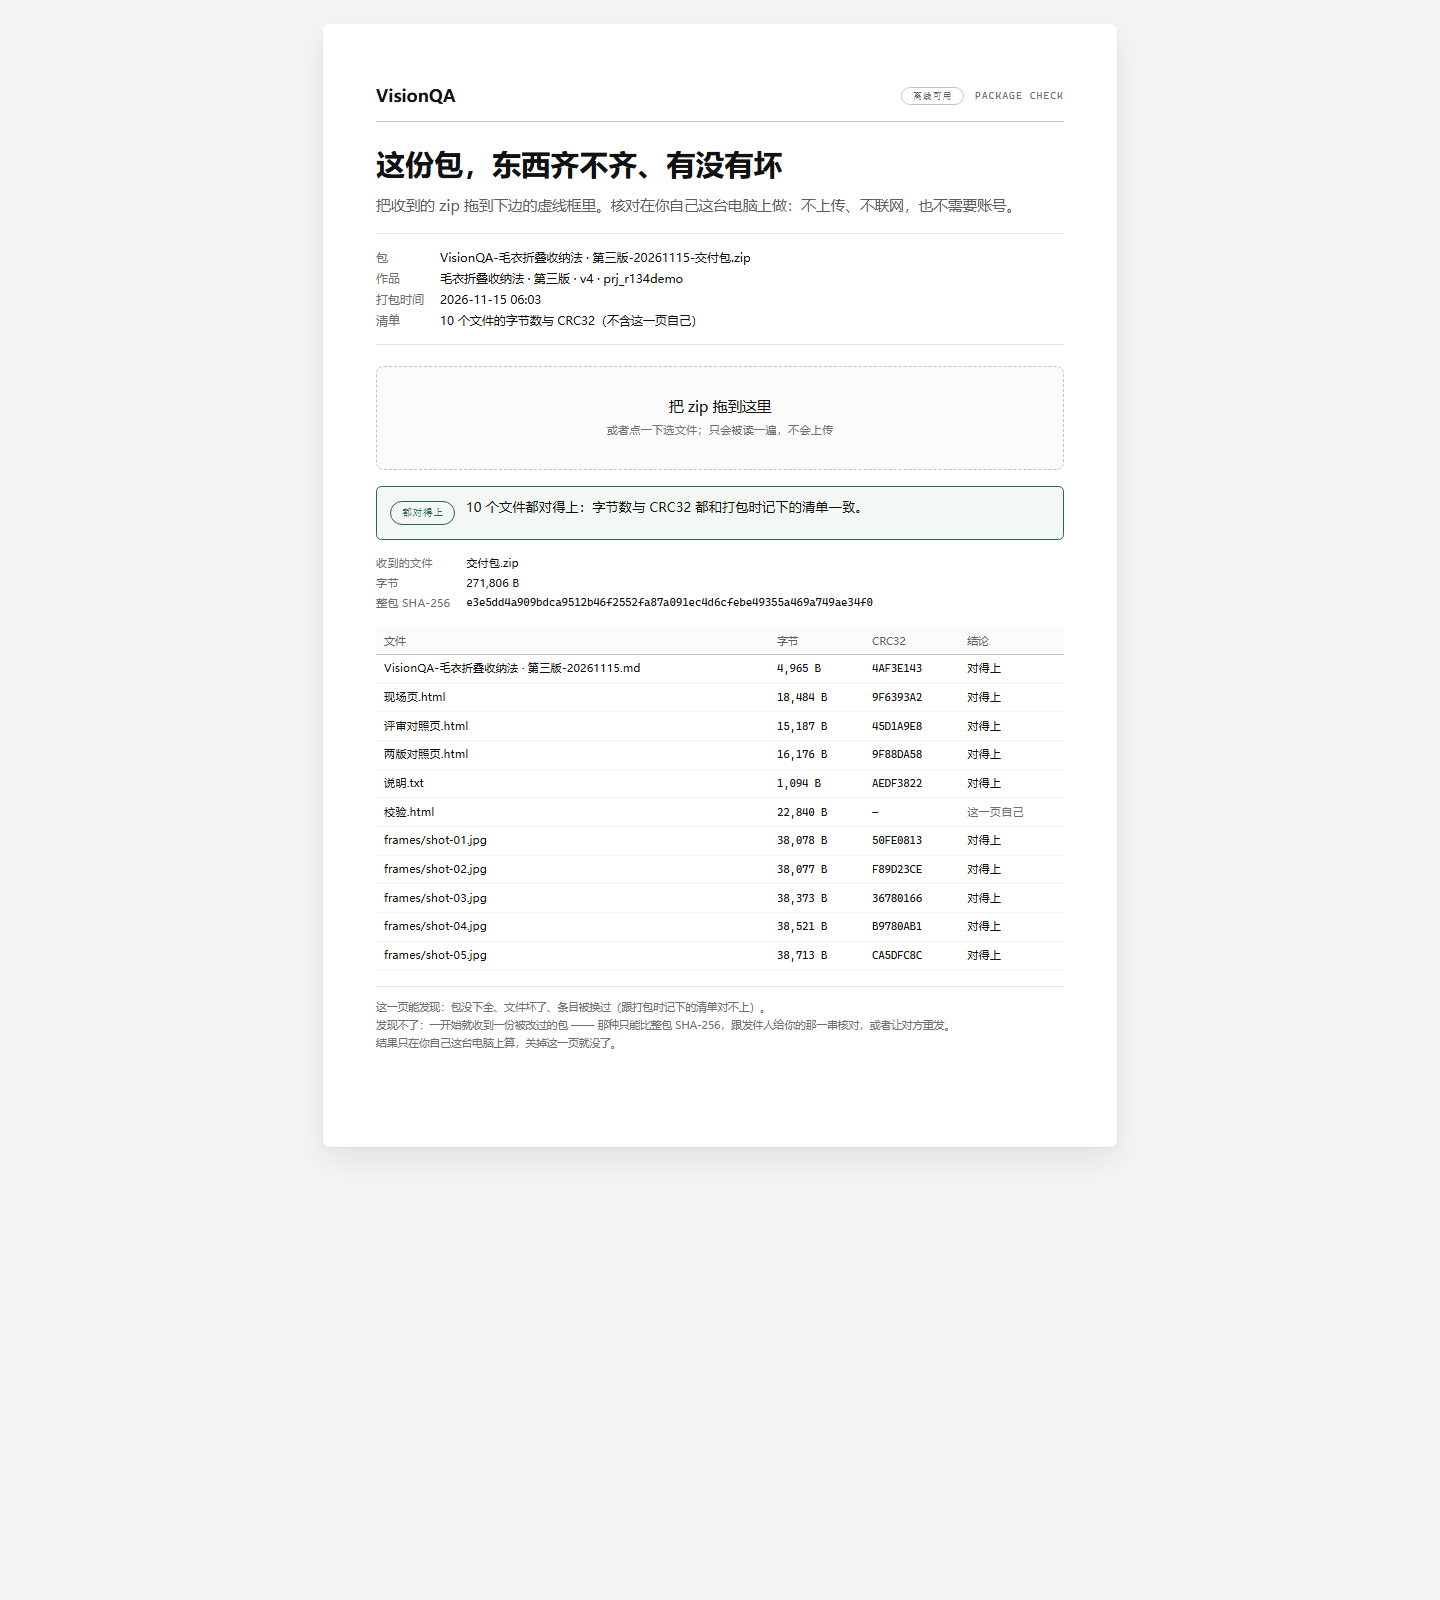 VisionQA
离线可用 PACKAGE CHECK
这份包，东西齐不齐、有没有坏
把收到的 zip 拖到下边的虚线框里。核对在你自己这台电脑上做：不上传、不联网，也不需要账号。
包 VisionQA-毛衣折叠收纳法 · 第三版-20261115-交付包.zip
作品 毛衣折叠收纳法 · 第三版 · v4 · prj_r134demo
打包时间 2026-11-15 06:03
清单 10 个文件的字节数与 CRC32（不含这一页自己）
把 zip 拖到这里
或者点一下选文件；只会被读一遍，不会上传
都对得上 10 个文件都对得上：字节数与 CRC32 都和打包时记下的清单一致。
收到的文件 交付包.zip
字节 271,806 B
整包 SHA-256 e3e5dd4a909bdca9512b46f2552fa87a091ec4d6cfebe49355a469a749ae34f0
文件 字节 CRC32 结论
VisionQA-毛衣折叠收纳法 · 第三版-20261115.md 4,965 B 4AF3E143 对得上
现场页.html 18,484 B 9F6393A2 对得上
评审对照页.html 15,187 B 45D1A9E8 对得上
两版对照页.html 16,176 B 9F88DA58 对得上
说明.txt 1,094 B AEDF3822 对得上
校验.html 22,840 B — 这一页自己
frames/shot-01.jpg 38,078 B 50FE0813 对得上
frames/shot-02.jpg 38,077 B F89D23CE 对得上
frames/shot-03.jpg 38,373 B 36780166 对得上
frames/shot-04.jpg 38,521 B B9780AB1 对得上
frames/shot-05.jpg 38,713 B CA5DFC8C 对得上
这一页能发现：包没下全、文件坏了、条目被换过（跟打包时记下的清单对不上）。
发现不了：一开始就收到一份被改过的包 —— 那种只能比整包 SHA-256，跟发件人给你的那一串核对，或者让对方重发。
结果只在你自己这台电脑上算，关掉这一页就没了。